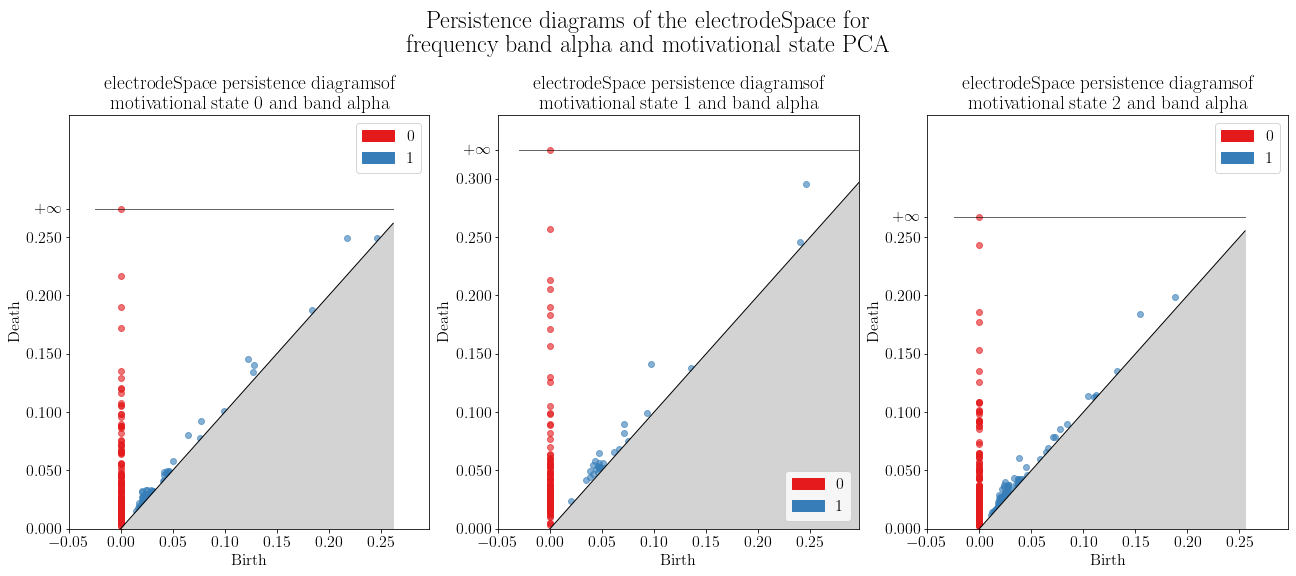 Persistence diagrams of the electrodeSpace for
frequency band alpha and motivational state PCA
electrodeSpace persistence diagramsof
motivational state 0 and band alpha
0
1
+∞
0.250
0.200
0.150
0.100
0.050
0.000
Death
−0.05 0.00 0.05 0.10 0.15 0.20 0.25
Birth
electrodeSpace persistence diagramsof
motivational state 1 and band alpha
+∞
0.300
0.250
0.200
0.150
0.100
0.050
0.000
Death
0
1
−0.05 0.00 0.05 0.10 0.15 0.20 0.25
Birth
electrodeSpace persistence diagramsof
motivational state 2 and band alpha
0
1
+∞
0.250
0.200
0.150
0.100
0.050
0.000
Death
−0.05 0.00 0.05 0.10 0.15 0.20 0.25
Birth